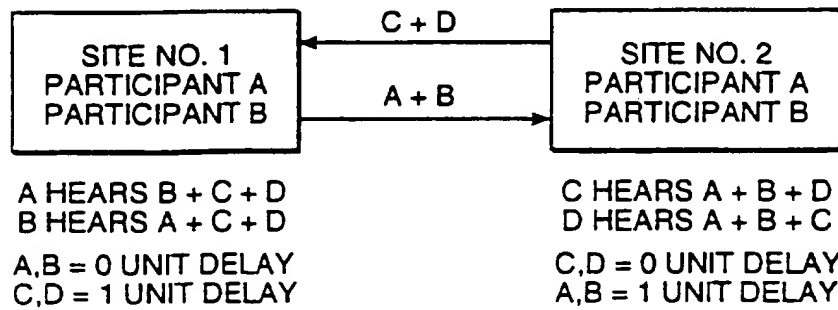 C + D
SITE NO. 1
PARTICIPANT A
PARTICIPANT B
A + B
SITE NO. 2
PARTICIPANT A
PARTICIPANT B
A HEARS B + C + D
B HEARS A + C + D
A,B = 0 UNIT DELAY
C,D = 1 UNIT DELAY
C HEARS A + B + D
D HEARS A + B + C
C,D = 0 UNIT DELAY
A,B = 1 UNIT DELAY